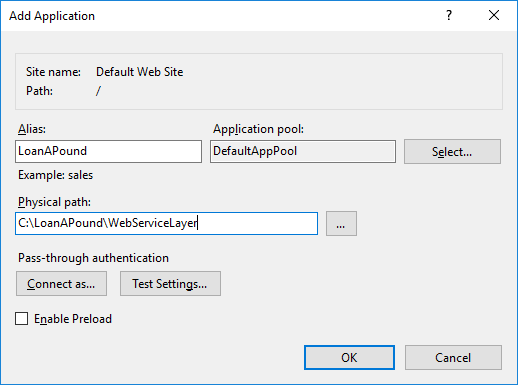 Add Application
?
Site name: Default Web Site
Path: /
Alias: Application pool:
LoanAPound DefaultAppPool Select...
Example: sales
Physical path:
C:\LoanAPound\WebServiceLayer ...
Pass-through authentication
Connect as... Test Settings...
Enable Preload
OK Cancel